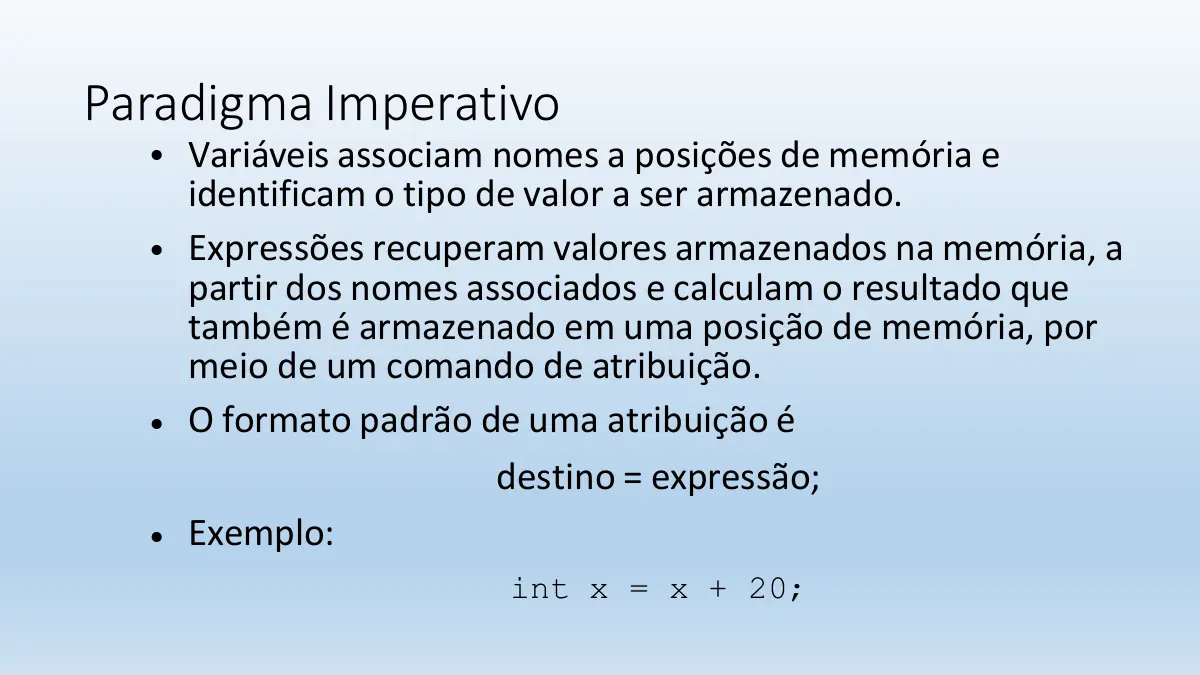 Paradigma Imperativo
• Variáveis associam nomes a posições de memória e
identificam o tipo de valor a ser armazenado.
• Expressões recuperam valores armazenados na memória, a
partir dos nomes associados e calculam o resultado que
também é armazenado em uma posição de memória, por
meio de um comando de atribuição.
• O formato padrão de uma atribuição é
destino = expressão;
• Exemplo:
int x = x + 20;